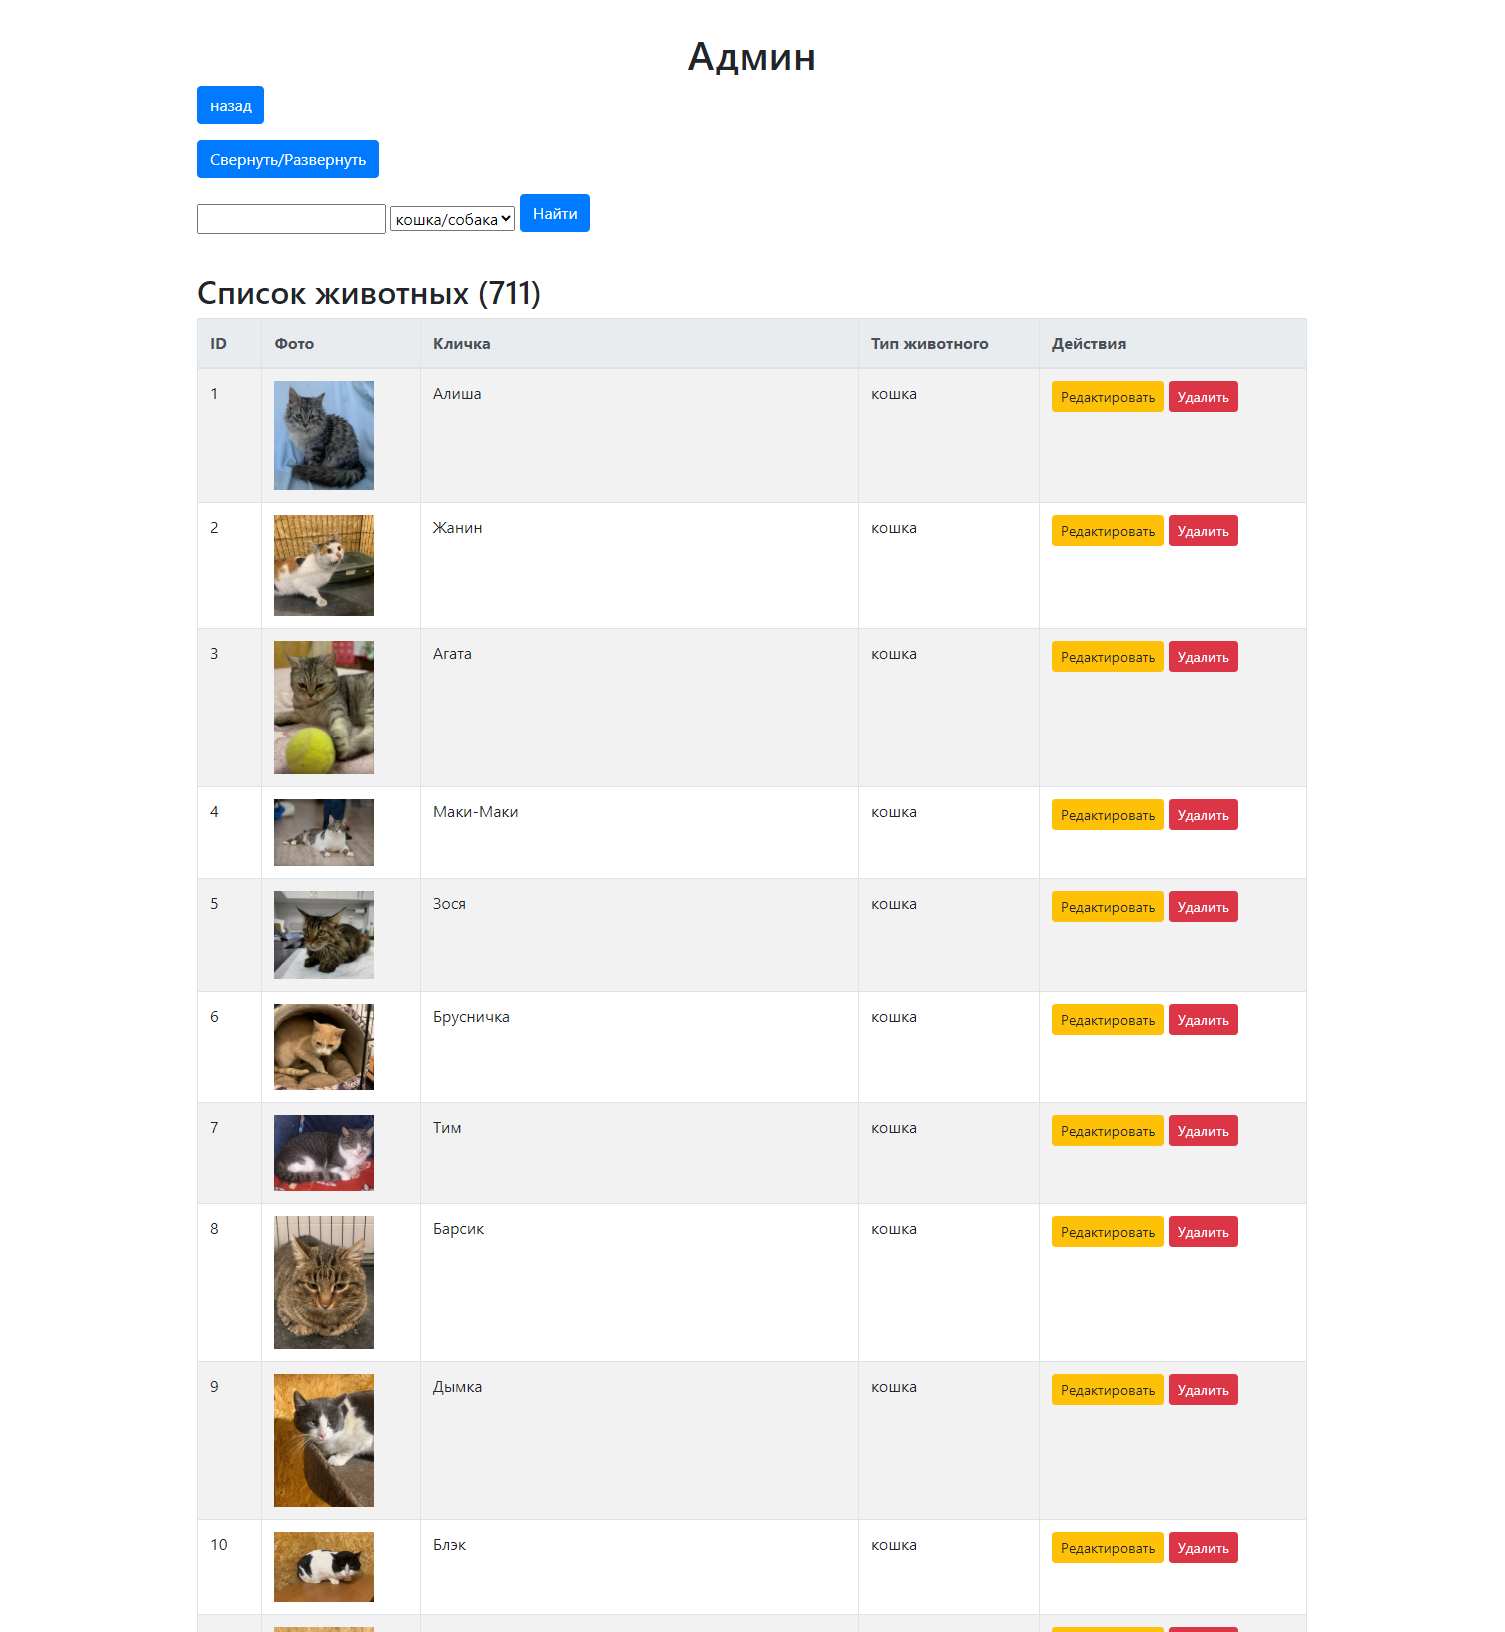 Админ
назад
Свернуть/Развернуть
кошка/собака Найти
Список животных (711)
ID Фото Кличка Тип животного Действия
1 Алиша кошка Редактировать Удалить
2 Жанин кошка Редактировать Удалить
3 Агата кошка Редактировать Удалить
4 Маки-Маки кошка Редактировать Удалить
5 Зося кошка Редактировать Удалить
6 Брусничка кошка Редактировать Удалить
7 Тим кошка Редактировать Удалить
8 Барсик кошка Редактировать Удалить
9 Дымка кошка Редактировать Удалить
10 Блэк кошка Редактировать Удалить